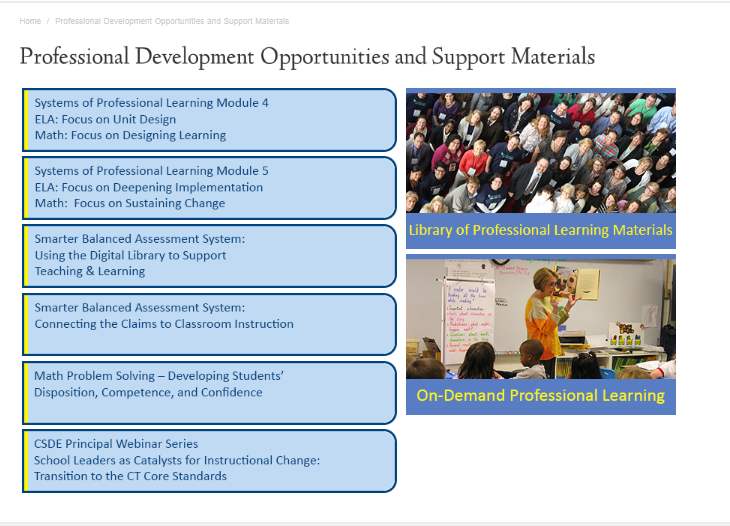 Home / Professional Development Opportunities and Support Materials
Professional Development Opportunities and Support Materials
Systems of Professional Learning Module 4
ELA: Focus on Unit Design
Math: Focus on Designing Learning
Systems of Professional Learning Module 5
ELA: Focus on Deepening Implementation
Math: Focus on Sustaining Change
Smarter Balanced Assessment System:
Using the Digital Library to Support
Teaching & Learning
Smarter Balanced Assessment System:
Connecting the Claims to Classroom Instruction
Math Problem Solving – Developing Students’
Disposition, Competence, and Confidence
CSDE Principal Webinar Series
School Leaders as Catalysts for Instructional Change:
Transition to the CT Core Standards
Library of Professional Learning Materials
On-Demand Professional Learning